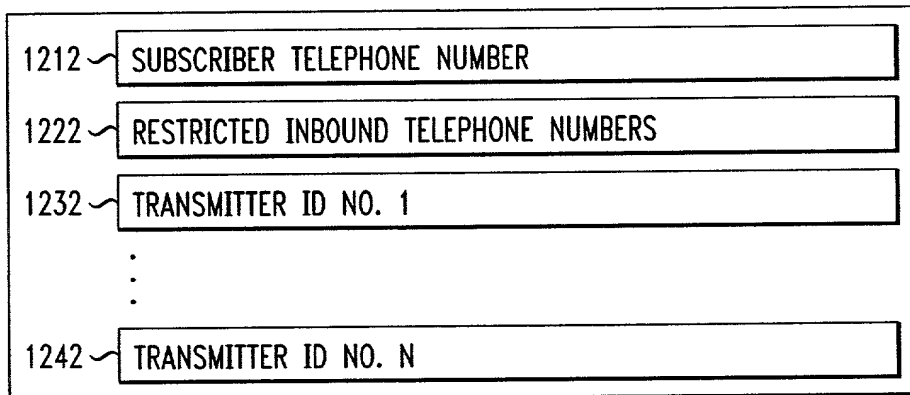 1212 SUBSCRIBER TELEPHONE NUMBER
1222 RESTRICTED INBOUND TELEPHONE NUMBERS
1232 TRANSMITTER ID NO. 1
.
.
.
1242 TRANSMITTER ID NO. N